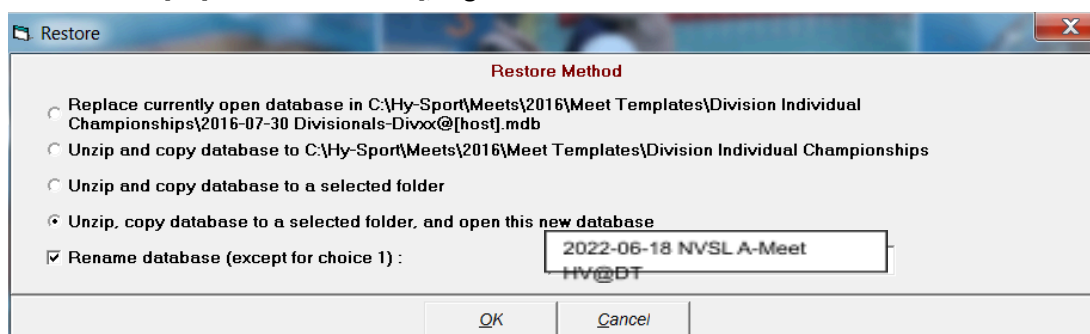 Restore
X
Restore Method
Replace currently open database in C:\Hy-Sport\Meets\2016\Meet Templates\Division Individual
Championships\2016-07-30 Divisionals-Divxx@[host].mdb
Unzip and copy database to C:\Hy-Sport\Meets\2016\Meet Templates\Division Individual Championships
Unzip and copy database to a selected folder
Unzip, copy database to a selected folder, and open this new database
Rename database (except for choice 1) :
2022-06-18 NVSL A-Meet
HV@DT
OK
Cancel